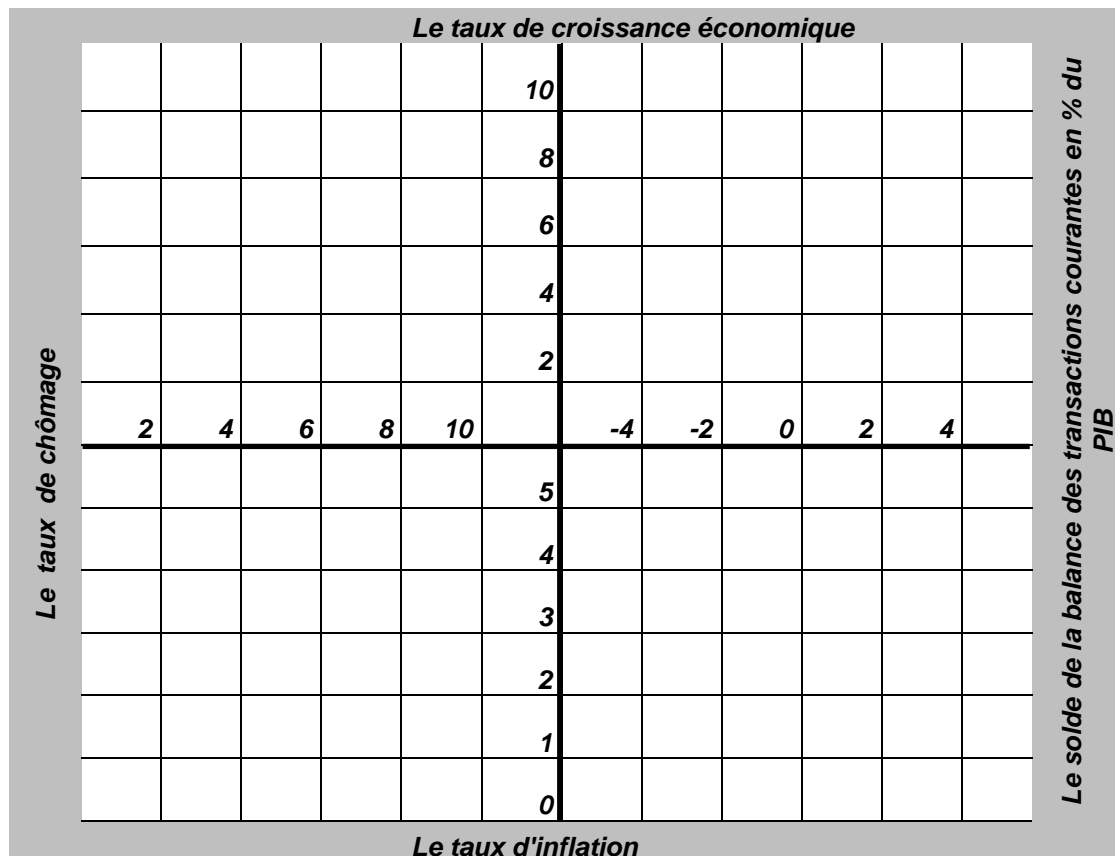 Le taux de croissance économique
10
8
6
4
2
2 4 6 8 10 -4 -2 0 2 4
5
4
3
2
1
0
Le taux d'inflation
Le taux de chômage
Le solde de la balance des transactions courantes en % du
PIB